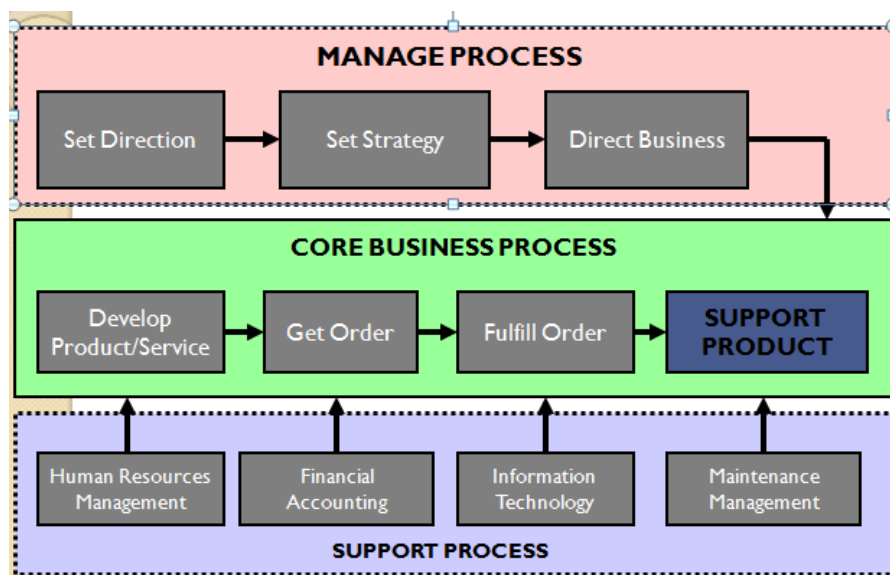 MANAGE PROCESS
Set Direction
Set Strategy
Direct Business
CORE BUSINESS PROCESS
Develop
Product/Service
Get Order
Fulfill Order
SUPPORT
PRODUCT
Human Resources
Management
Financial
Accounting
Information
Technology
Maintenance
Management
SUPPORT PROCESS